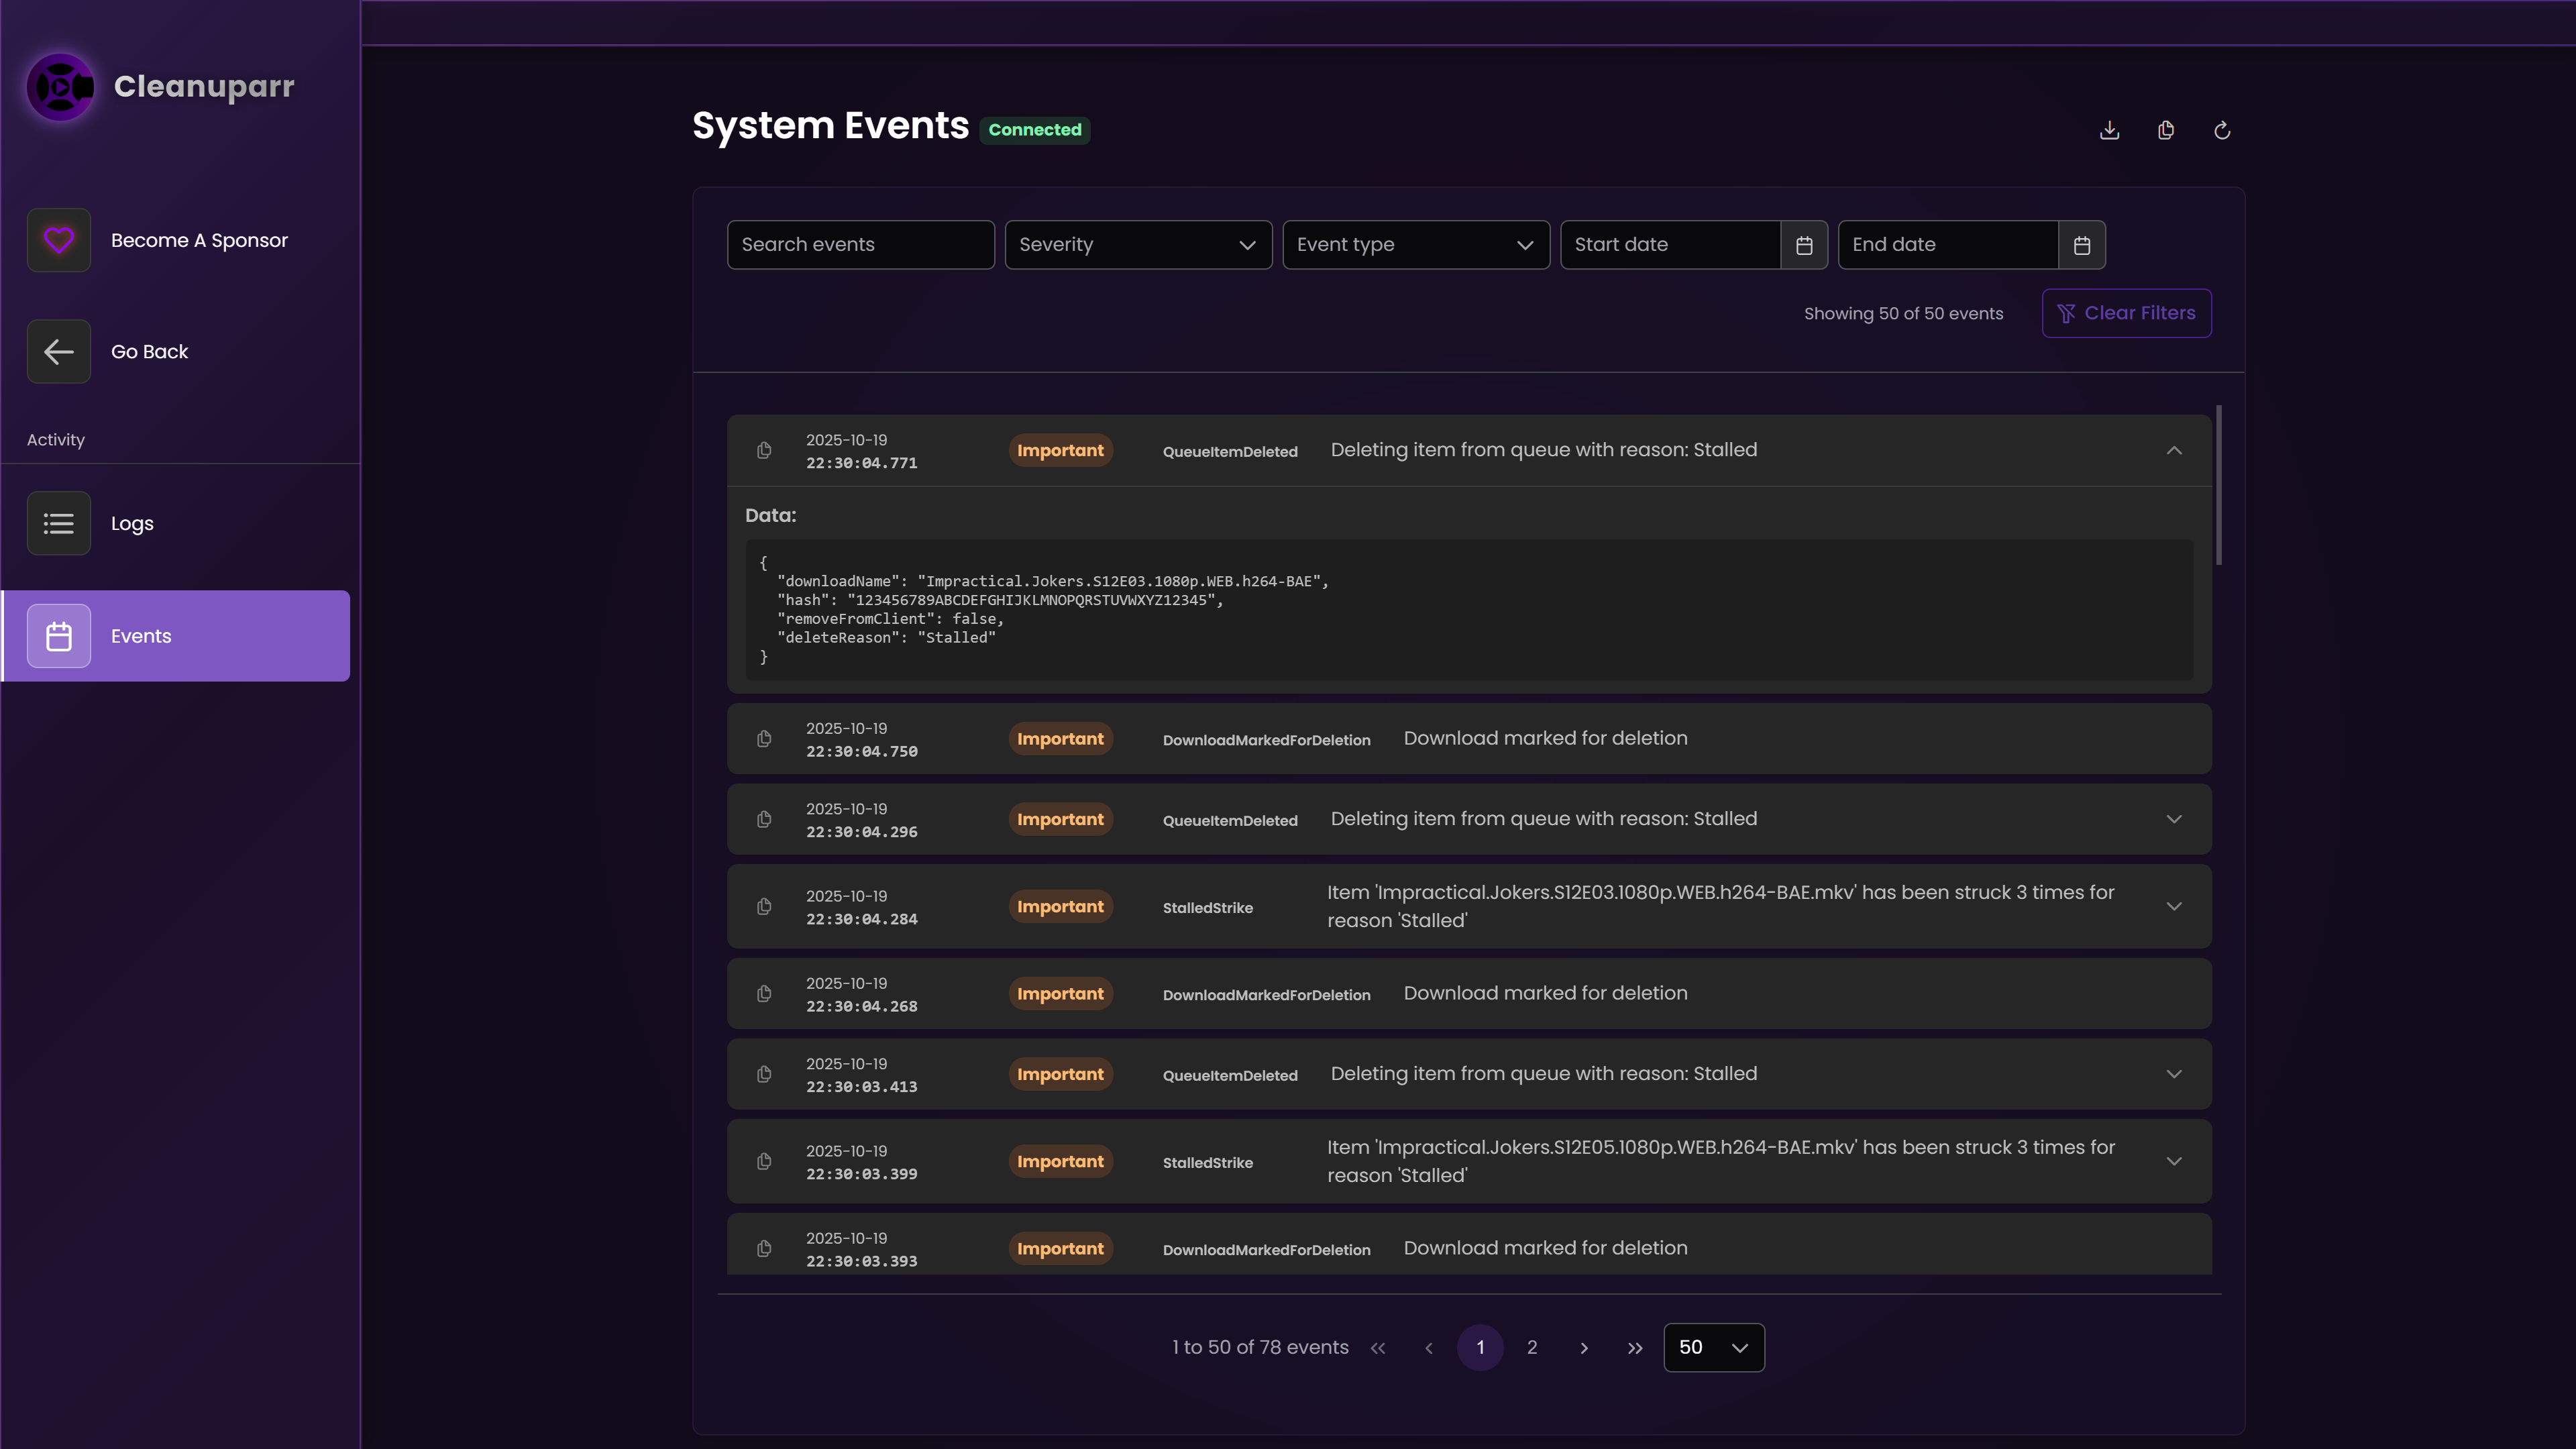 Cleanuparr
Become A Sponsor
Go Back
Activity
Logs
Events
System Events Connected
Search events Severity Event type Start date End date
Showing 50 of 50 events Clear Filters
2025-10-19
22:30:04.771
Important QueueItemDeleted Deleting item from queue with reason: Stalled
Data:
{
"downloadName": "Impractical.Jokers.S12E03.1080p.WEB.h264-BAE",
"hash": "123456789ABCDEFGHIJKLMNOPQRSTUVWXYZ12345",
"removeFromClient": false,
"deleteReason": "Stalled"
}
2025-10-19
22:30:04.750
Important DownloadMarkedForDeletion Download marked for deletion
2025-10-19
22:30:04.296
Important QueueItemDeleted Deleting item from queue with reason: Stalled
2025-10-19
22:30:04.284
Important StalledStrike Item 'Impractical.Jokers.S12E03.1080p.WEB.h264-BAE.mkv' has been struck 3 times for
reason 'Stalled'
2025-10-19
22:30:04.268
Important DownloadMarkedForDeletion Download marked for deletion
2025-10-19
22:30:03.413
Important QueueItemDeleted Deleting item from queue with reason: Stalled
2025-10-19
22:30:03.399
Important StalledStrike Item 'Impractical.Jokers.S12E05.1080p.WEB.h264-BAE.mkv' has been struck 3 times for
reason 'Stalled'
2025-10-19
22:30:03.393
Important DownloadMarkedForDeletion Download marked for deletion
1 to 50 of 78 events 1 2 50